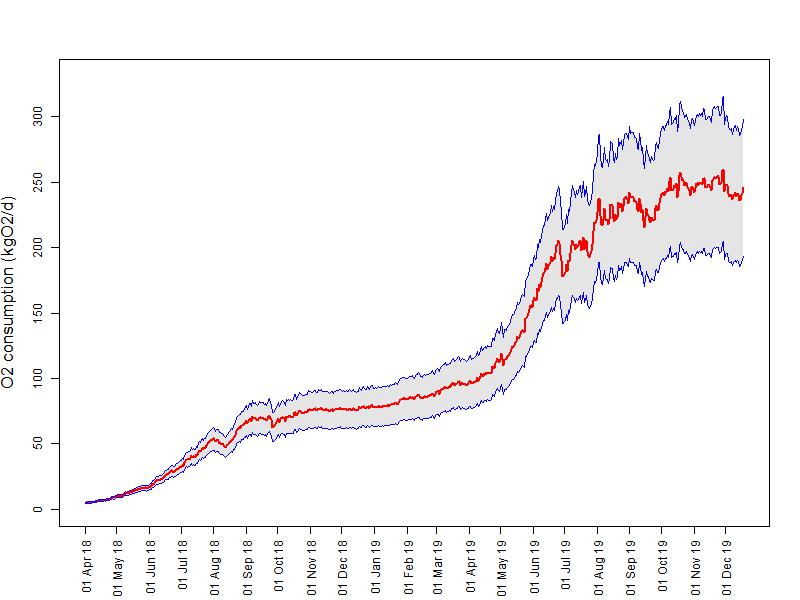 O2 consumption (kgO2/d)
300
250
200
150
100
50
0
01 Apr 18
01 May 18
01 Jun 18
01 Jul 18
01 Aug 18
01 Sep 18
01 Oct 18
01 Nov 18
01 Dec 18
01 Jan 19
01 Feb 19
01 Mar 19
01 Apr 19
01 May 19
01 Jun 19
01 Jul 19
01 Aug 19
01 Sep 19
01 Oct 19
01 Nov 19
01 Dec 19